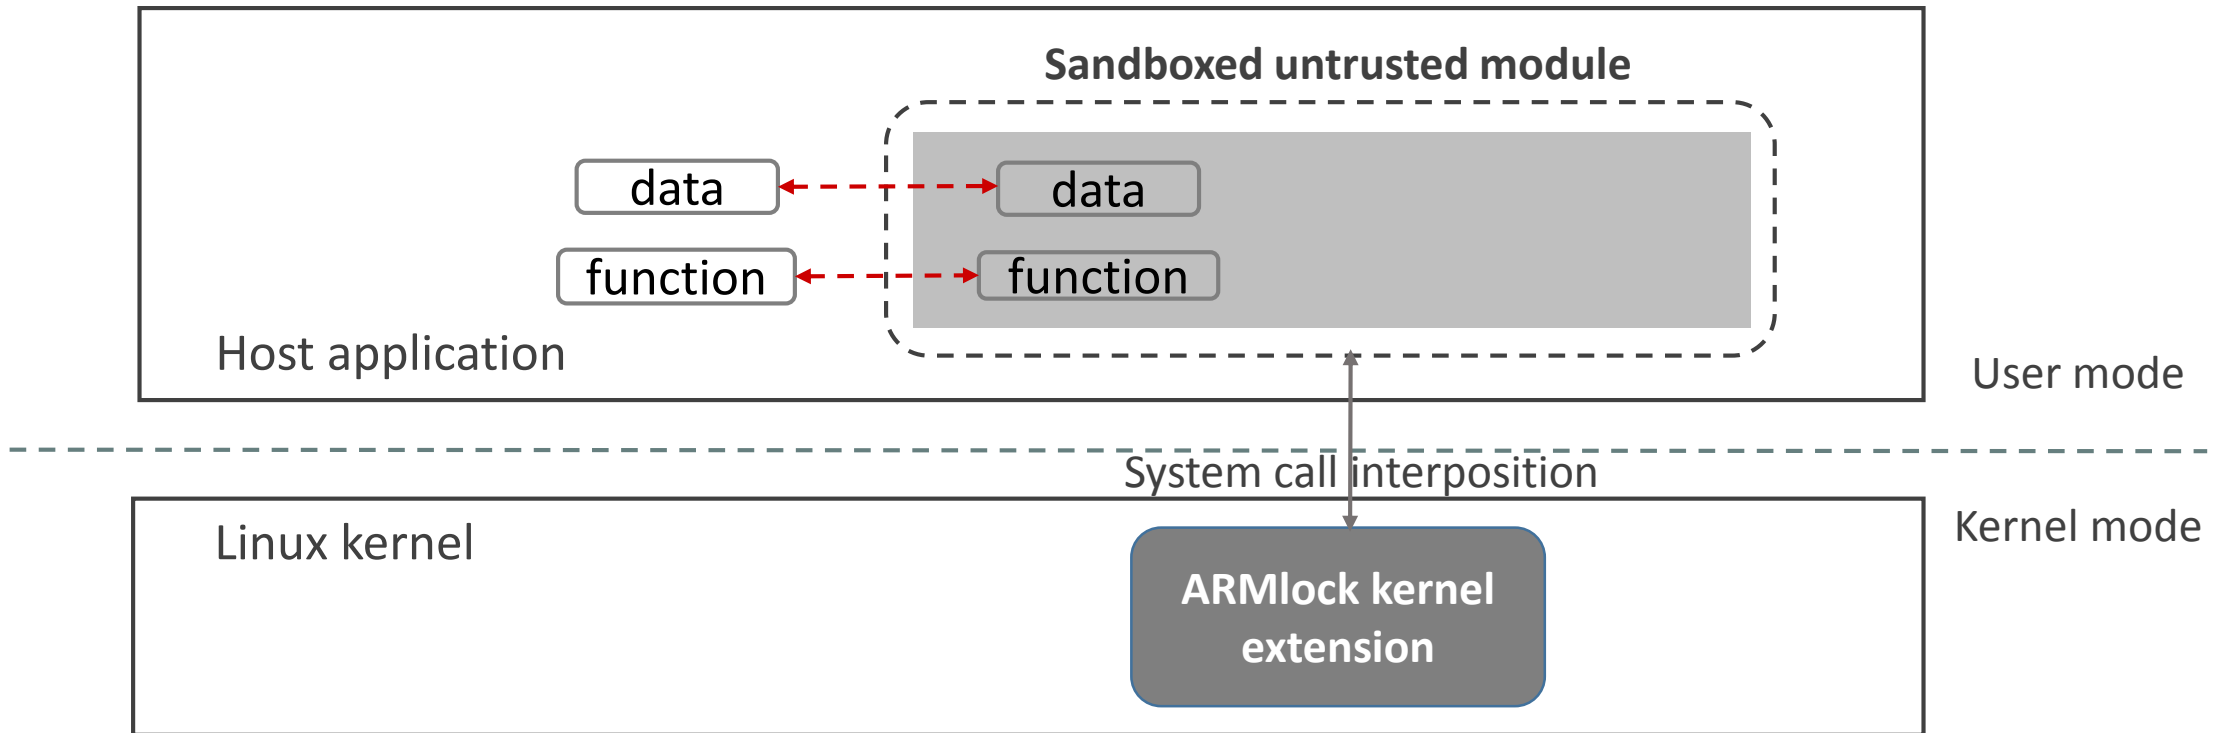 Sandboxed untrusted module
data
data
function
function
Host application
User mode
System call interposition
Linux kernel
Kernel mode
ARMlock kernel
extension